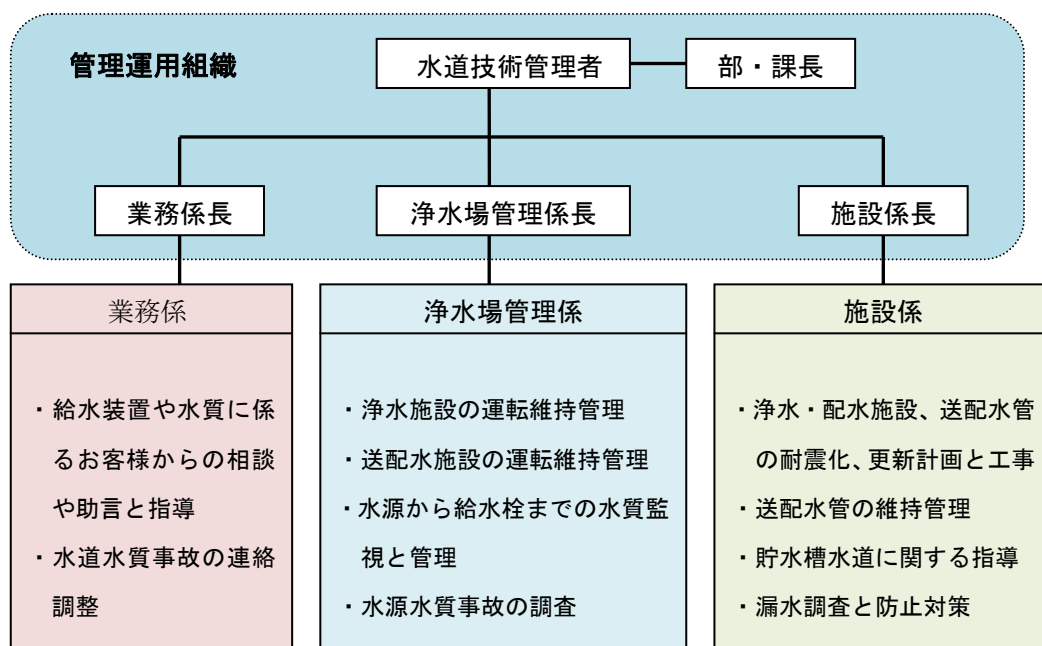 管理運用組織
水道技術管理者
部・課長
業務係長
浄水場管理係長
施設係長
業務係
・給水装置や水質に係
るお客様からの相談
や助言と指導
・水道水質事故の連絡
調整
浄水場管理係
・浄水施設の運転維持管理
・送配水施設の運転維持管理
・水源から給水栓までの水質監
視と管理
・水源水質事故の調査
施設係
・浄水・配水施設、送配水管
の耐震化、更新計画と工事
・送配水管の維持管理
・貯水槽水道に関する指導
・漏水調査と防止対策